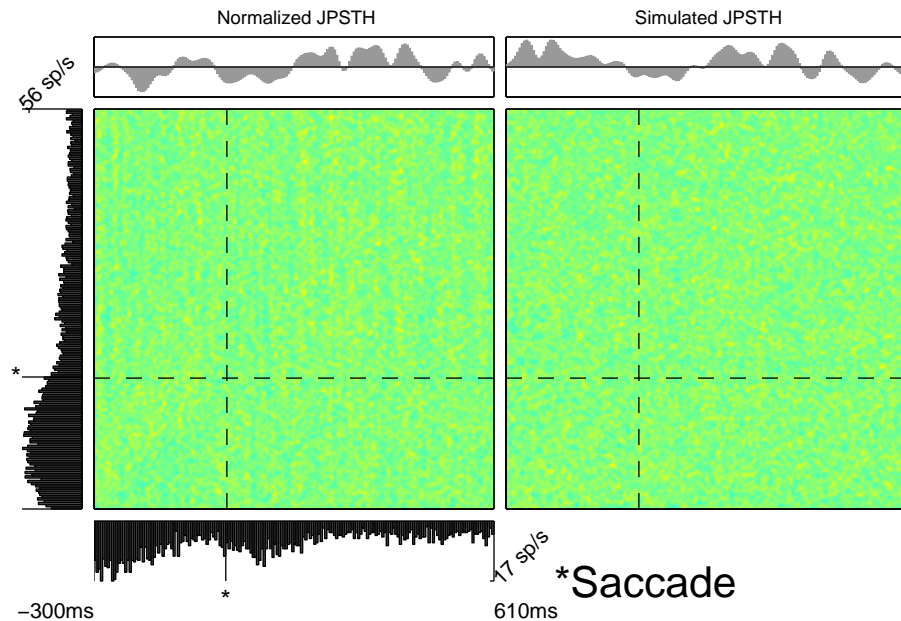 Normalized JPSTH
Simulated JPSTH
56 sp/s
*
17 sp/s
*Saccade
*
−300ms
610ms